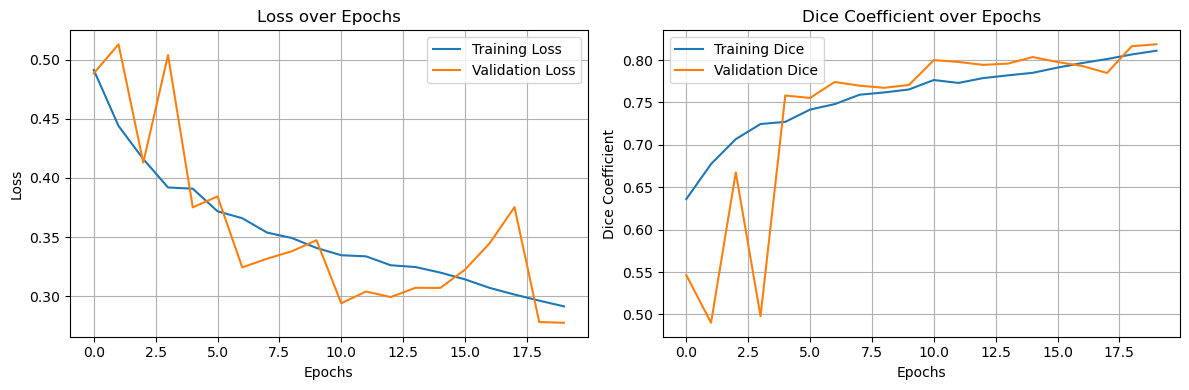 Loss over Epochs
Training Loss
Validation Loss
0.50
0.45
0.40
0.35
0.30
Loss
0.0 2.5 5.0 7.5 10.0 12.5 15.0 17.5
Epochs
Dice Coefficient over Epochs
Training Dice
Validation Dice
0.80
0.75
0.70
0.65
0.60
0.55
0.50
Dice Coefficient
0.0 2.5 5.0 7.5 10.0 12.5 15.0 17.5
Epochs